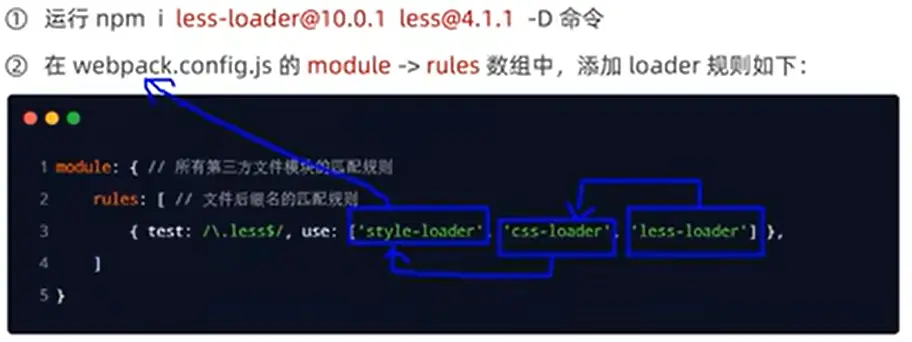 ① 运行 npm i less-loader@10.0.1 less@4.1.1 -D 命令
② 在 webpack.config.js 的 module -> rules 数组中，添加 loader 规则如下：
1 module: { // 所有第三方文件模块的匹配规则
2 rules: [ // 文件后缀名的匹配规则
3 { test: /\.less$/, use: ['style-loader', 'css-loader', 'less-loader'] },
4 ]
5 }